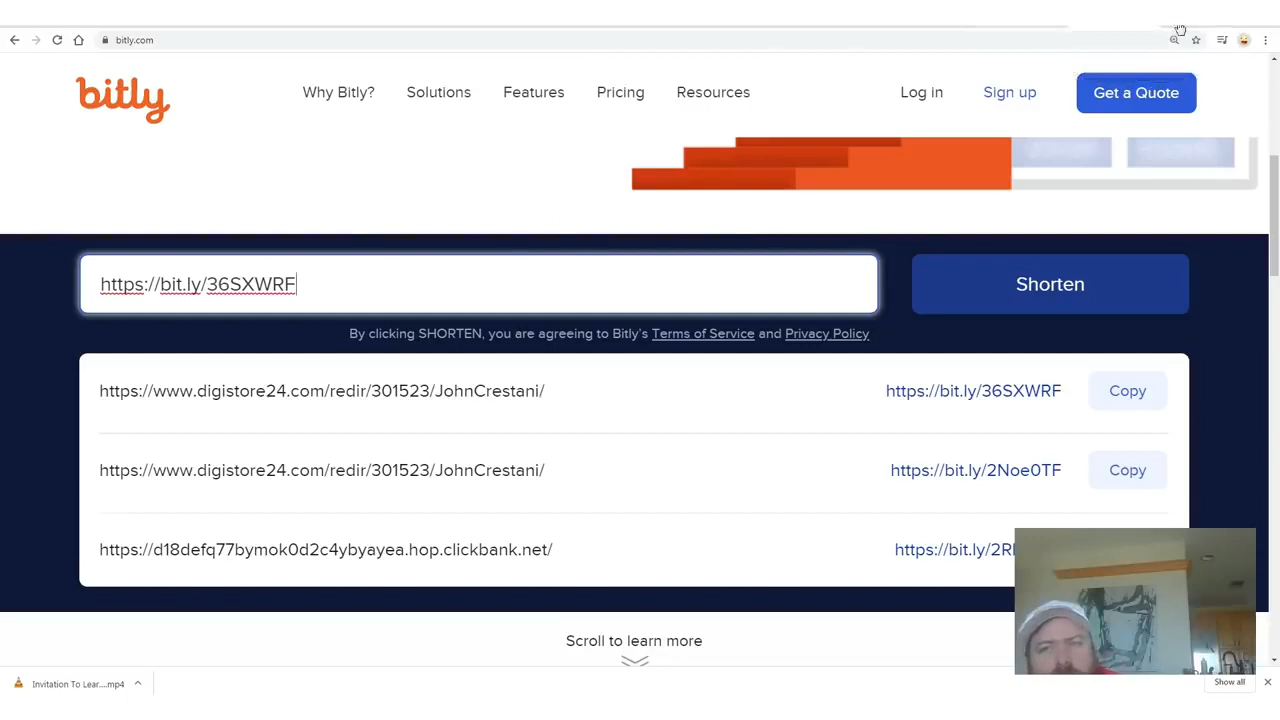 bitly.com
bitly
Why Bitly?
Solutions
Features
Pricing
Resources
Log in
Sign up
Get a Quote
https://bit.ly/36SXWRF
Shorten
By clicking SHORTEN, you are agreeing to Bitly's Terms of Service and Privacy Policy
https://www.digistore24.com/redir/301523/JohnCrestani/
https://bit.ly/36SXWRF
Copy
https://www.digistore24.com/redir/301523/JohnCrestani/
https://bit.ly/2Noe0TF
Copy
https://d18defq77bymok0d2c4ybyayea.hop.clickbank.net/
https://bit.ly/2R
Scroll to learn more
Invitation To Lear....mp4
Show all